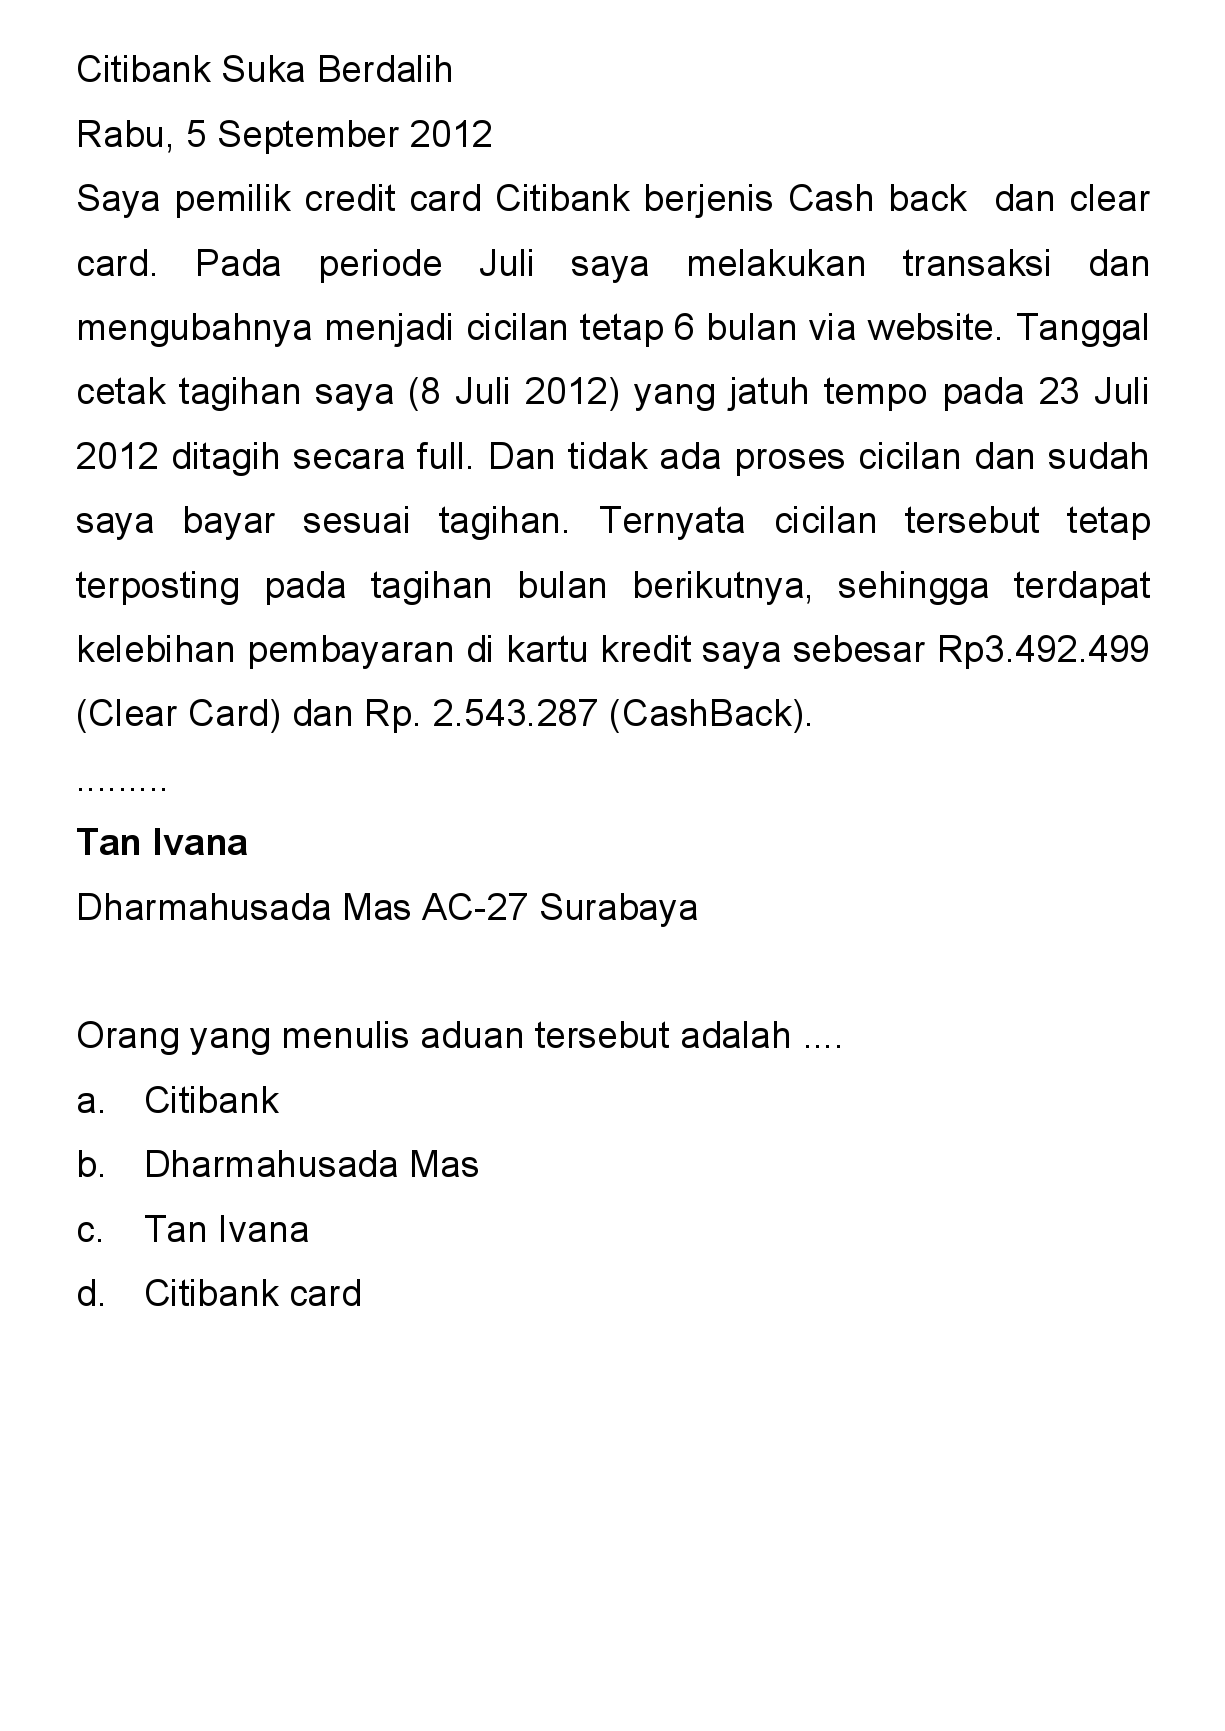 Citibank Suka Berdalih
Rabu, 5 September 2012
Saya pemilik credit card Citibank berjenis Cash back  dan clear
card. Pada periode Juli saya melakukan transaksi dan
mengubahnya menjadi cicilan tetap 6 bulan via website. Tanggal
cetak tagihan saya (8 Juli 2012) yang jatuh tempo pada 23 Juli
2012 ditagih secara full. Dan tidak ada proses cicilan dan sudah
saya bayar sesuai tagihan. Ternyata cicilan tersebut tetap
terposting pada tagihan bulan berikutnya, sehingga terdapat
kelebihan pembayaran di kartu kredit saya sebesar Rp3.492.499
(Clear Card) dan Rp. 2.543.287 (CashBack).
.........
Tan Ivana
Dharmahusada Mas AC-27 Surabaya
Orang yang menulis aduan tersebut adalah ....
a. Citibank
b. Dharmahusada Mas
c. Tan Ivana
d. Citibank card